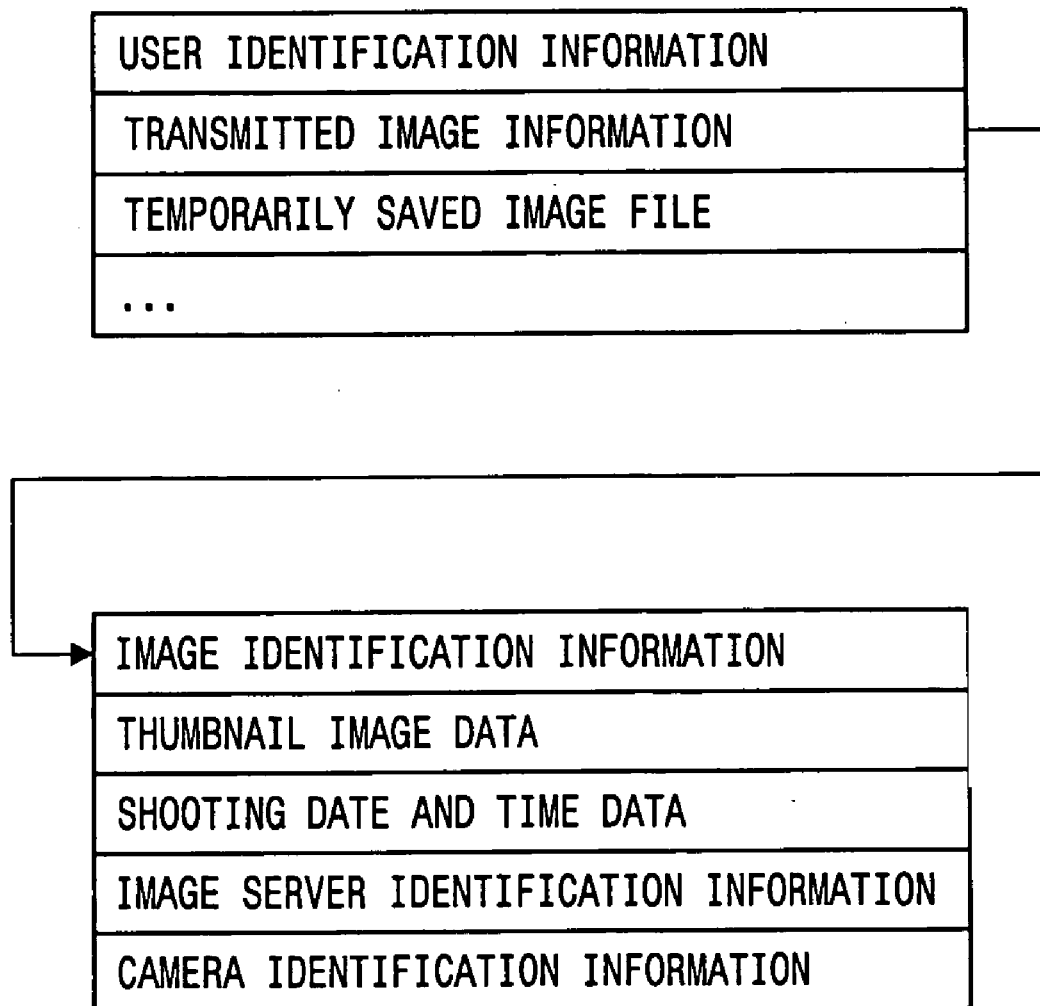 USER IDENTIFICATION INFORMATION
TRANSMITTED IMAGE INFORMATION
TEMPORARILY SAVED IMAGE FILE
...
IMAGE IDENTIFICATION INFORMATION
THUMBNAIL IMAGE DATA
SHOOTING DATE AND TIME DATA
IMAGE SERVER IDENTIFICATION INFORMATION
CAMERA IDENTIFICATION INFORMATION